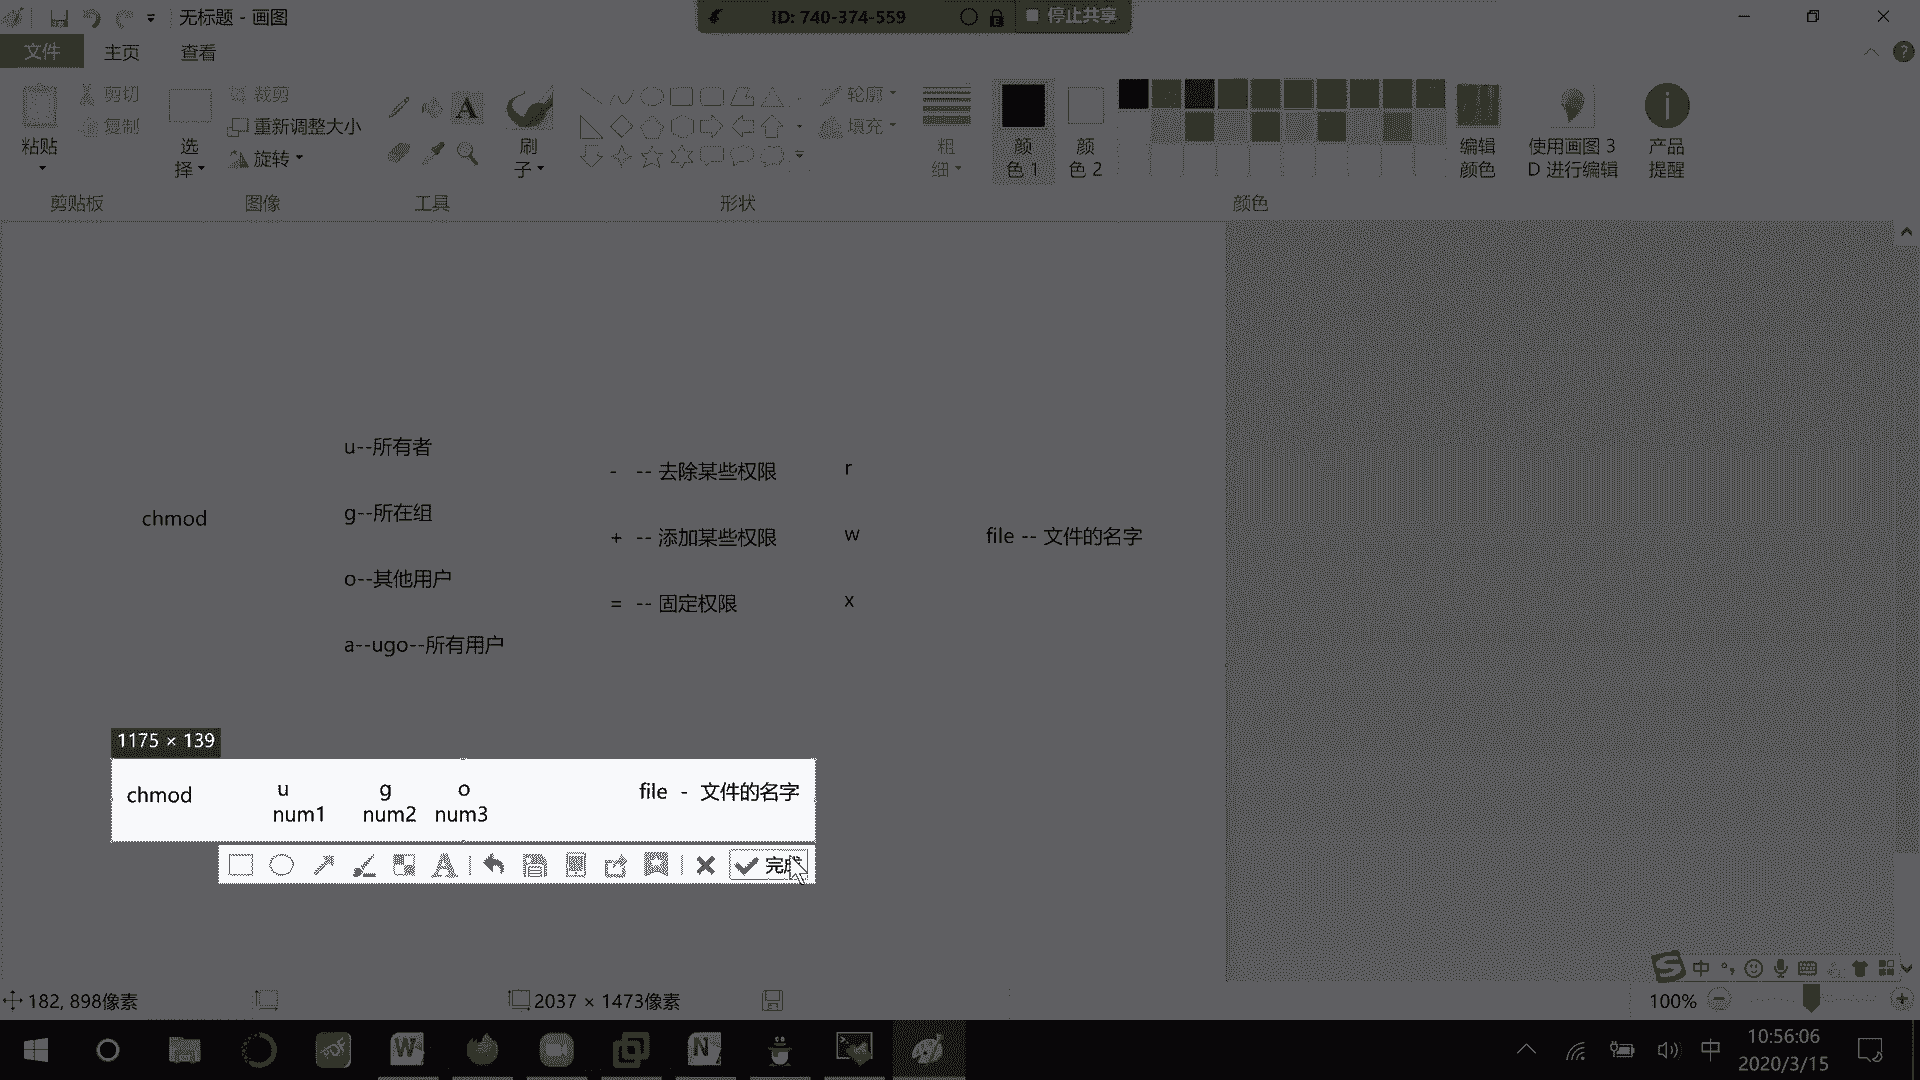 无标题 - 画图
ID: 740-374-559
停止共享
文件 主页 查看
粘贴
剪切
复制
剪贴板
选
择
裁剪
重新调整大小
旋转
图像
A
工具
刷
子
轮廓
填充
形状
粗
细
颜
色 1
颜
色 2
编辑
颜色
颜色
使用画图 3
D 进行编辑
产品
提醒
chmod
u--所有者
g--所在组
o--其他用户
a--ugo--所有用户
- -- 去除某些权限
+ -- 添加某些权限
= -- 固定权限
r
w
x
file -- 文件的名字
1175 × 139
chmod u g o file - 文件的名字
num1 num2 num3
完成
中
182, 898像素
2037 × 1473像素
100%
中
10:56:06
2020/3/15